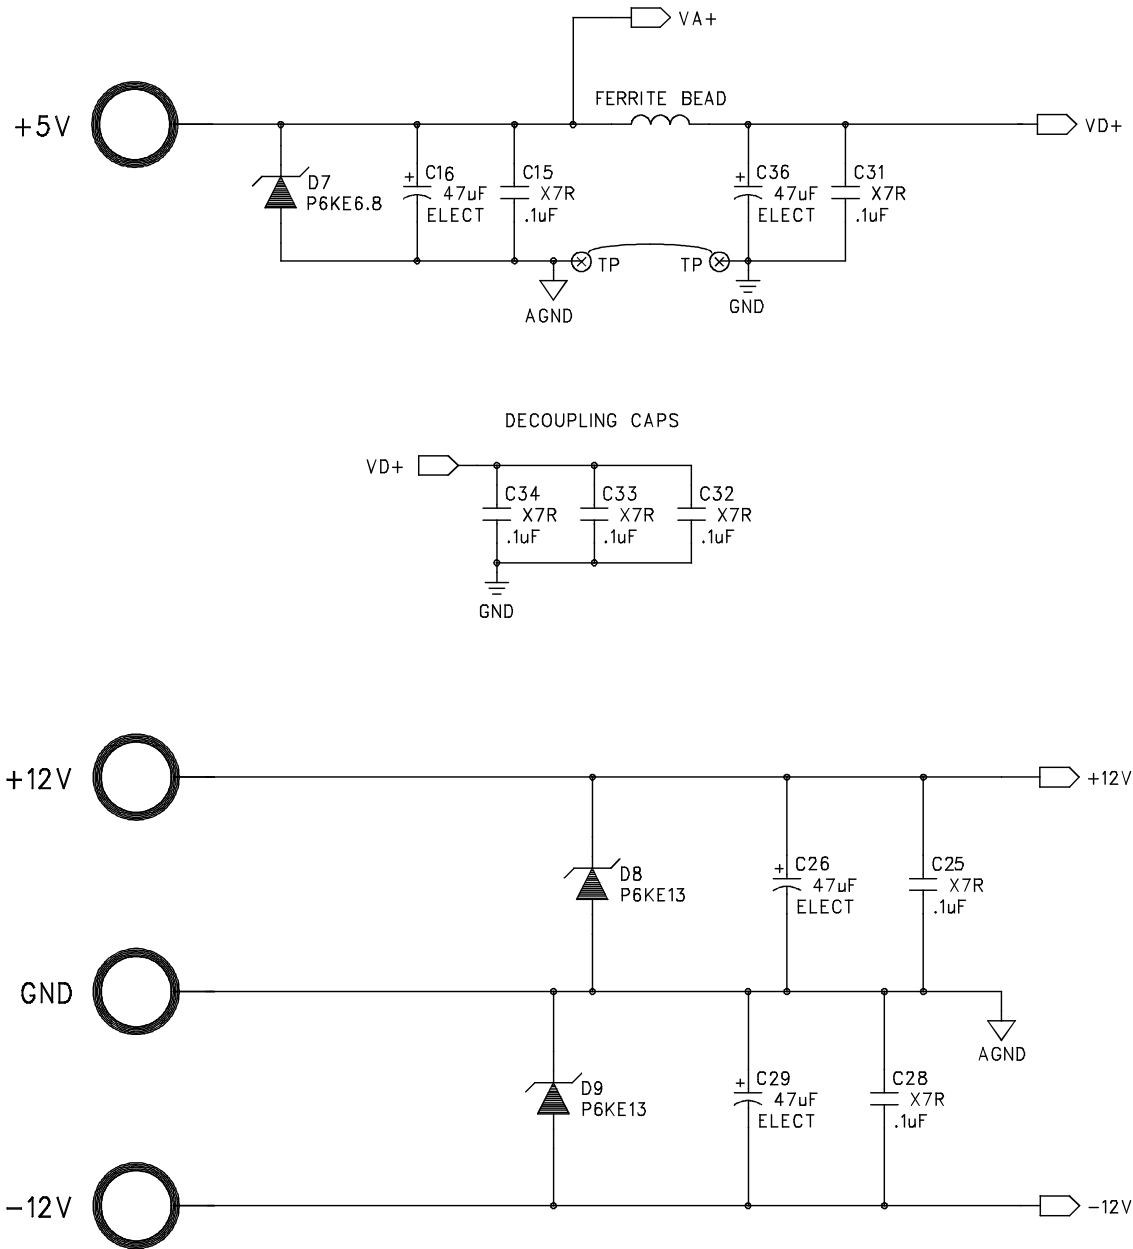 VA+
FERRITE BEAD
+5V
VD+
D7
P6KE6.8
+ C16
47uF
ELECT
C15
X7R
.1uF
+ C36
47uF
ELECT
C31
X7R
.1uF
TP
TP
AGND
GND
DECOUPLING CAPS
VD+
C34
X7R
.1uF
C33
X7R
.1uF
C32
X7R
.1uF
GND
+12V
+12V
D8
P6KE13
+ C26
47uF
ELECT
C25
X7R
.1uF
GND
AGND
D9
P6KE13
+ C29
47uF
ELECT
C28
X7R
.1uF
-12V
-12V